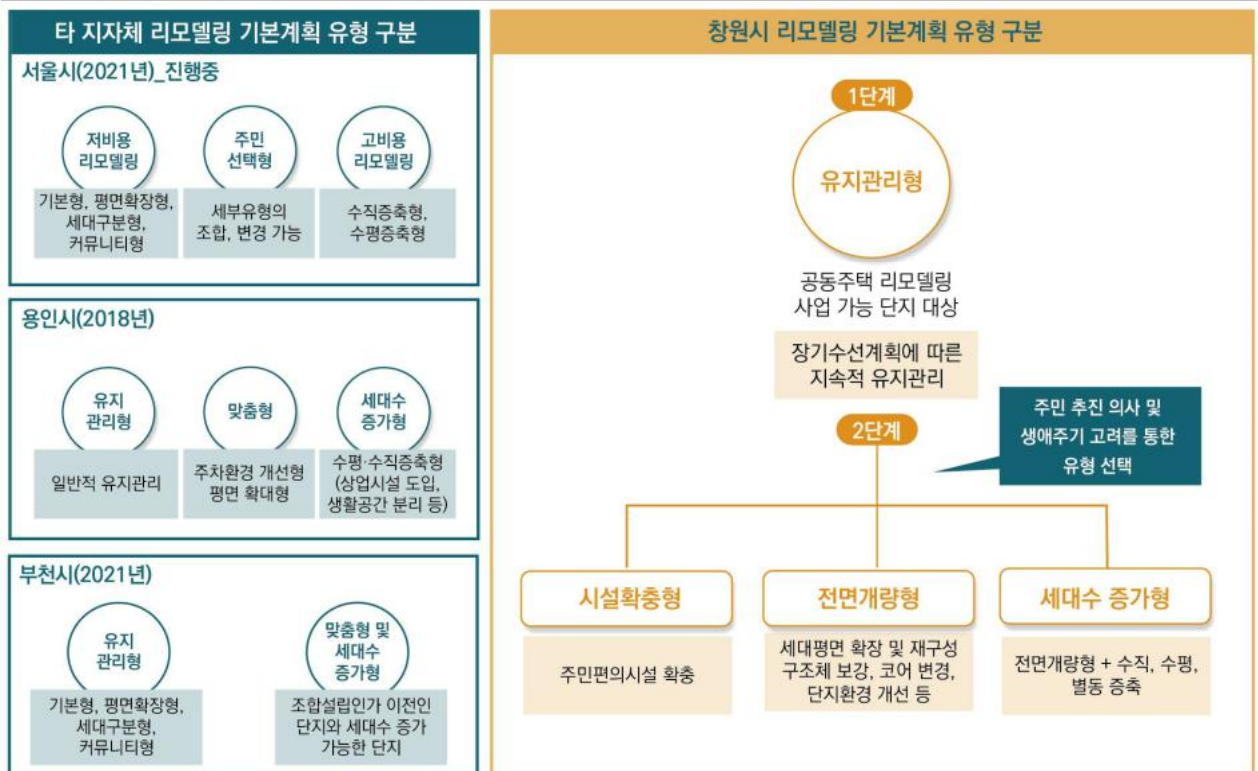 타 지자체 리모델링 기본계획 유형 구분
서울시(2021년)_진행중
저비용
리모델링
기본형, 평면확장형,
세대구분형,
커뮤니티형
주민
선택형
세부유형의
조합, 변경 가능
고비용
리모델링
수직증축형,
수평증축형
용인시(2018년)
유지
관리형
일반적 유지관리
맞춤형
주차환경 개선형
평면 확대형
세대수
증가형
수평·수직증축형
(상업시설 도입,
생활공간 분리 등)
부천시(2021년)
유지
관리형
기본형, 평면확장형,
세대구분형,
커뮤니티형
맞춤형 및
세대수
증가형
조합설립인가 이전인
단지와 세대수 증가
가능한 단지
창원시 리모델링 기본계획 유형 구분
1단계
유지관리형
공동주택 리모델링
사업 가능 단지 대상
장기수선계획에 따른
지속적 유지관리
2단계
주민 추진 의사 및
생애주기 고려를 통한
유형 선택
시설확충형
주민편의시설 확충
전면개량형
세대평면 확장 및 재구성
구조체 보강, 코어 변경,
단지환경 개선 등
세대수 증가형
전면개량형 + 수직, 수평,
별동 증축